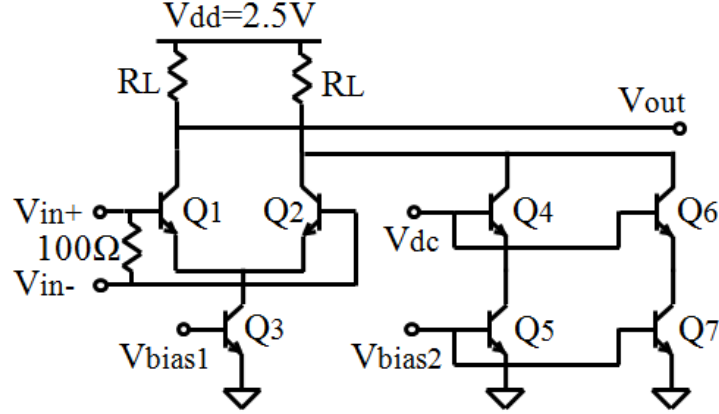 Vdd=2.5V
RL
RL
Vout
Vin+
Q1
Q2
Q4
Q6
100Ω
Vdc
Vin-
Q3
Q5
Q7
Vbias1
Vbias2